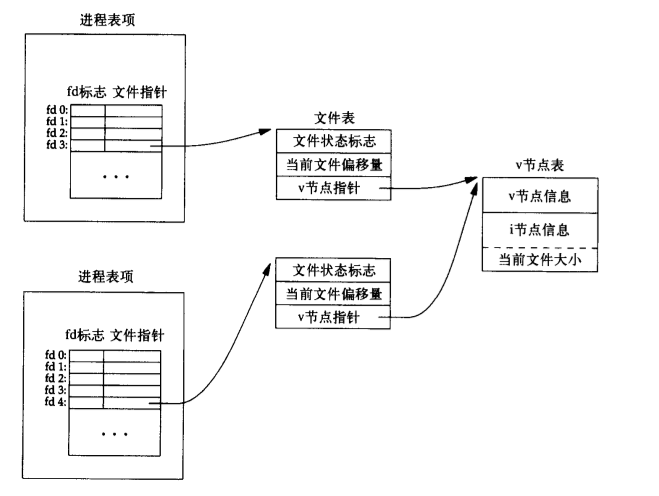 进程表项
fd标志 文件指针
fd 0:
fd 1:
fd 2:
fd 3:
• • •
文件表
文件状态标志
当前文件偏移量
v节点指针
v节点表
v节点信息
i节点信息
当前文件大小
进程表项
fd标志 文件指针
fd 0:
fd 1:
fd 2:
fd 3:
fd 4:
• • •
文件状态标志
当前文件偏移量
v节点指针